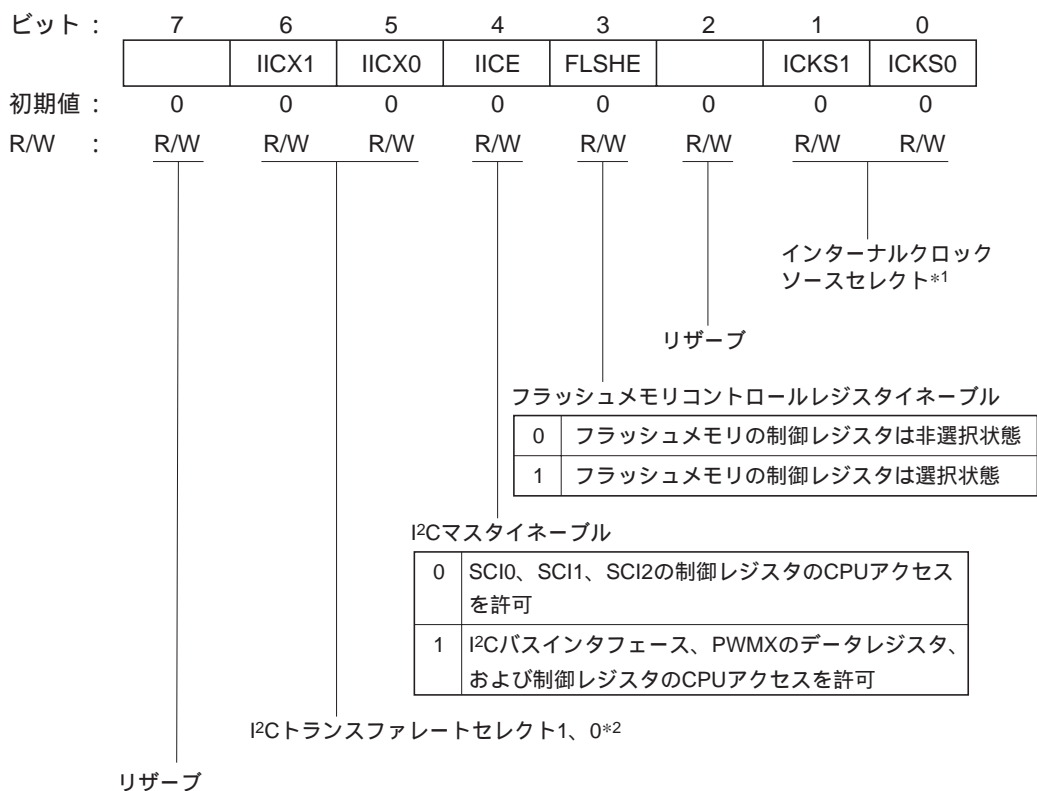 ビット : 7 6 5 4 3 2 1 0
IICX1 IICX0 IICE FLSHE ICKS1 ICKS0
初期値 : 0 0 0 0 0 0 0 0
R/W : R/W R/W R/W R/W R/W R/W R/W R/W
インターナルクロック
ソースセレクト*1
リザーブ
フラッシュメモリコントロールレジスタイネーブル
0 フラッシュメモリの制御レジスタは非選択状態
1 フラッシュメモリの制御レジスタは選択状態
I²Cマスタイネーブル
0 SCI0、SCI1、SCI2の制御レジスタのCPUアクセス
を許可
1 I²Cバスインタフェース、PWMXのデータレジスタ、
および制御レジスタのCPUアクセスを許可
I²Cトランスファレートセレクト1、0*2
リザーブ